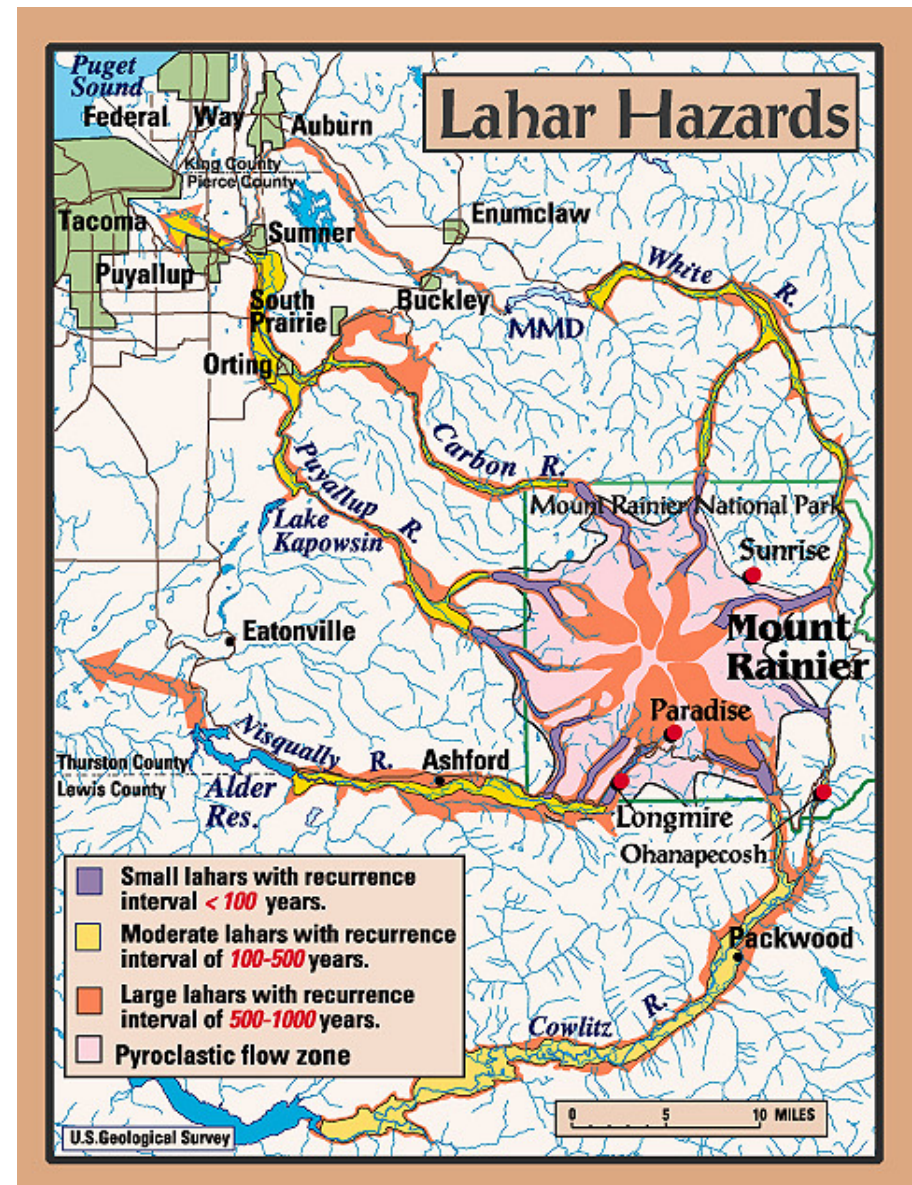 Lahar Hazards
Puget
Sound
Federal Way
Auburn
King County
Pierce County
Tacoma
Sumner
Enumclaw
Puyallup
South
Prairie
Buckley
MMD
White R.
Orting
Carbon R.
Puyallup R.
Lake
Kapowsin
Mount Rainier National Park
Sunrise
Eatonville
Mount
Rainier
Paradise
Nisqually R.
Ashford
Thurston County
Lewis County
Alder
Res.
Longmire
Ohanapecosh
Packwood
Cowlitz R.
Small lahars with recurrence
interval < 100 years.
Moderate lahars with recurrence
interval of 100-500 years.
Large lahars with recurrence
interval of 500-1000 years.
Pyroclastic flow zone
0 5 10 MILES
U.S.Geological Survey